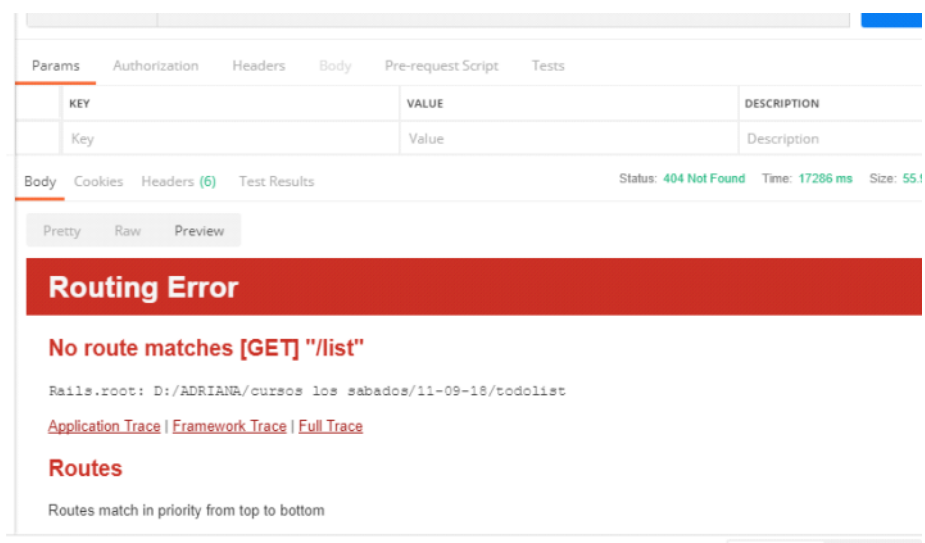 Params Authorization Headers Body Pre-request Script Tests
KEY VALUE DESCRIPTION
Key Value Description
Body Cookies Headers (6) Test Results Status: 404 Not Found Time: 17286 ms Size: 55.
Pretty Raw Preview
Routing Error
No route matches [GET] "/list"
Rails.root: D:/ADRIANA/cursos los sabados/11-09-18/todolist
Application Trace | Framework Trace | Full Trace
Routes
Routes match in priority from top to bottom